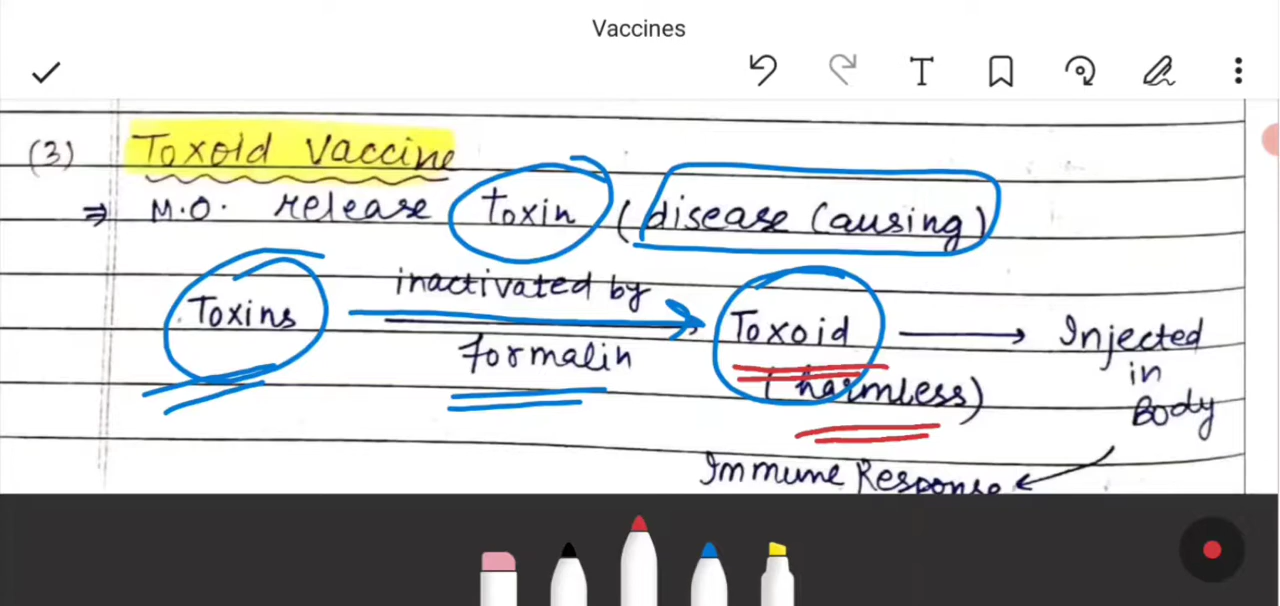 Vaccines
T
(3) Toxoid Vaccine
⇒ M.O. release toxin (disease causing)
Toxins inactivated by formalin → Toxoid (harmless) → Injected in Body
Immune Response ←